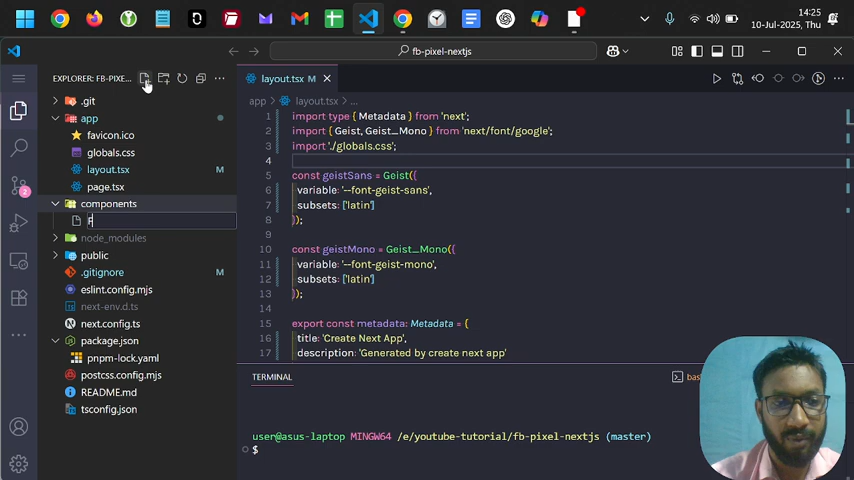 14:25
10-Jul-2025, Thu
fb-pixel-nextjs
EXPLORER: FB-PIXE...
layout.tsx M
.git
app > layout.tsx > ...
app
favicon.ico
globals.css
layout.tsx M
page.tsx
components
F
node_modules
public
.gitignore M
eslint.config.mjs
next-env.d.ts
next.config.ts
package.json
pnpm-lock.yaml
postcss.config.mjs
README.md
tsconfig.json
2
1 import type { Metadata } from 'next';
2 import { Geist, Geist_Mono } from 'next/font/google';
3 import './globals.css';
4
5 const geistSans = Geist({
6 variable: '--font-geist-sans',
7 subsets: ['latin']
8 });
9
10 const geistMono = Geist_Mono({
11 variable: '--font-geist-mono',
12 subsets: ['latin']
13 });
14
15 export const metadata: Metadata = {
16 title: 'Create Next App',
17 description: 'Generated by create next app'
TERMINAL
bas
user@asus-laptop MINGW64 /e/youtube-tutorial/fb-pixel-nextjs (master)
$